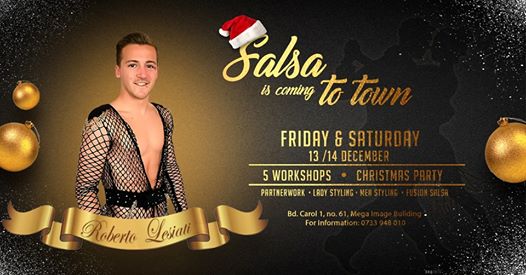 Salsa
is coming to town
FRIDAY & SATURDAY
13 /14 DECEMBER
5 WORKSHOPS • CHRISTMAS PARTY
PARTNERWORK • LADY STYLING • MEN STYLING • FUSION SALSA
Bd. Carol 1, no. 61, Mega Image Building
For Information: 0733 948 010
Roberto Lesiati